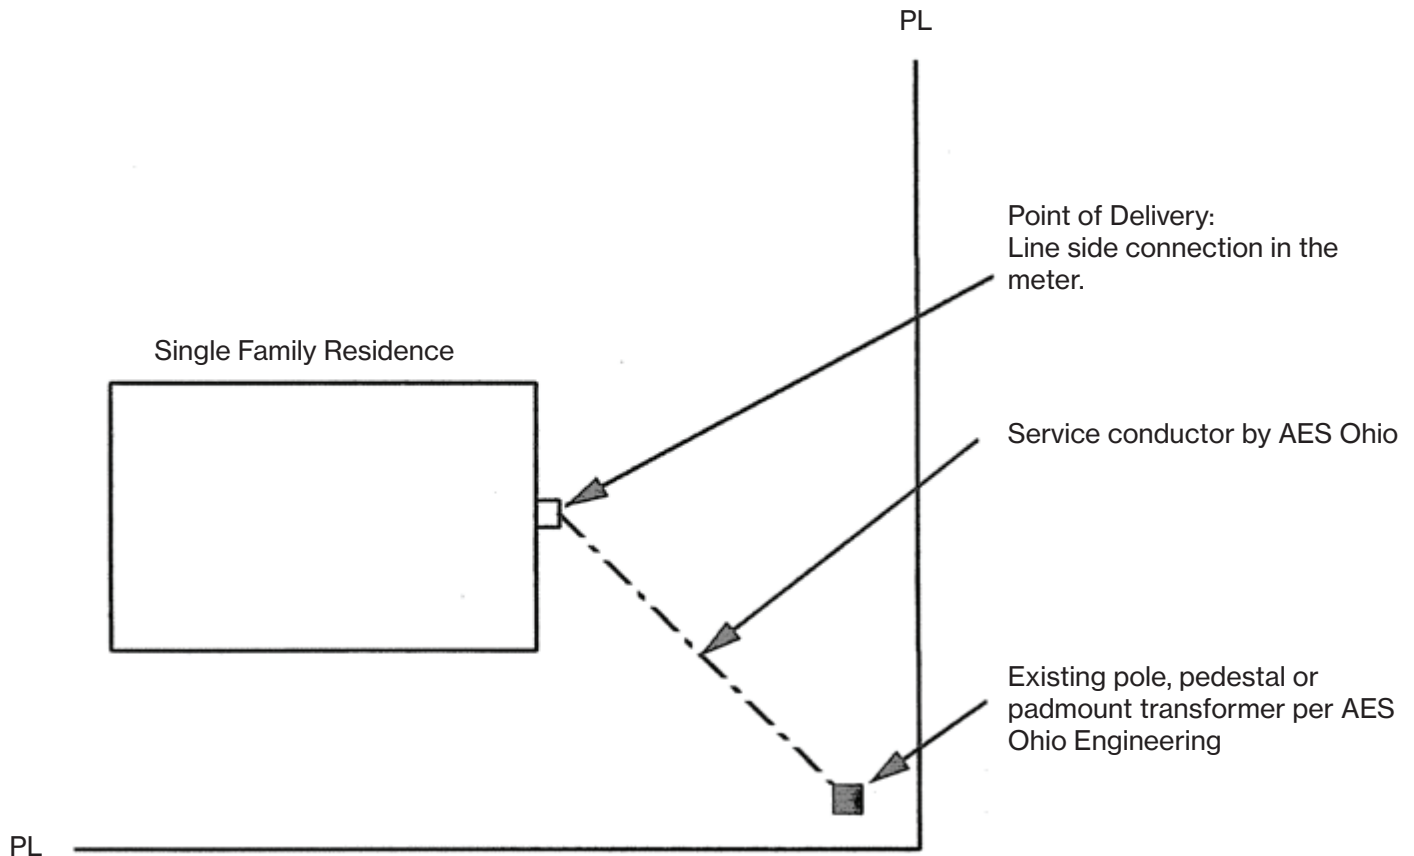 PL
Point of Delivery:
Line side connection in the
meter.
Single Family Residence
Service conductor by AES Ohio
Existing pole, pedestal or
padmount transformer per AES
Ohio Engineering
PL